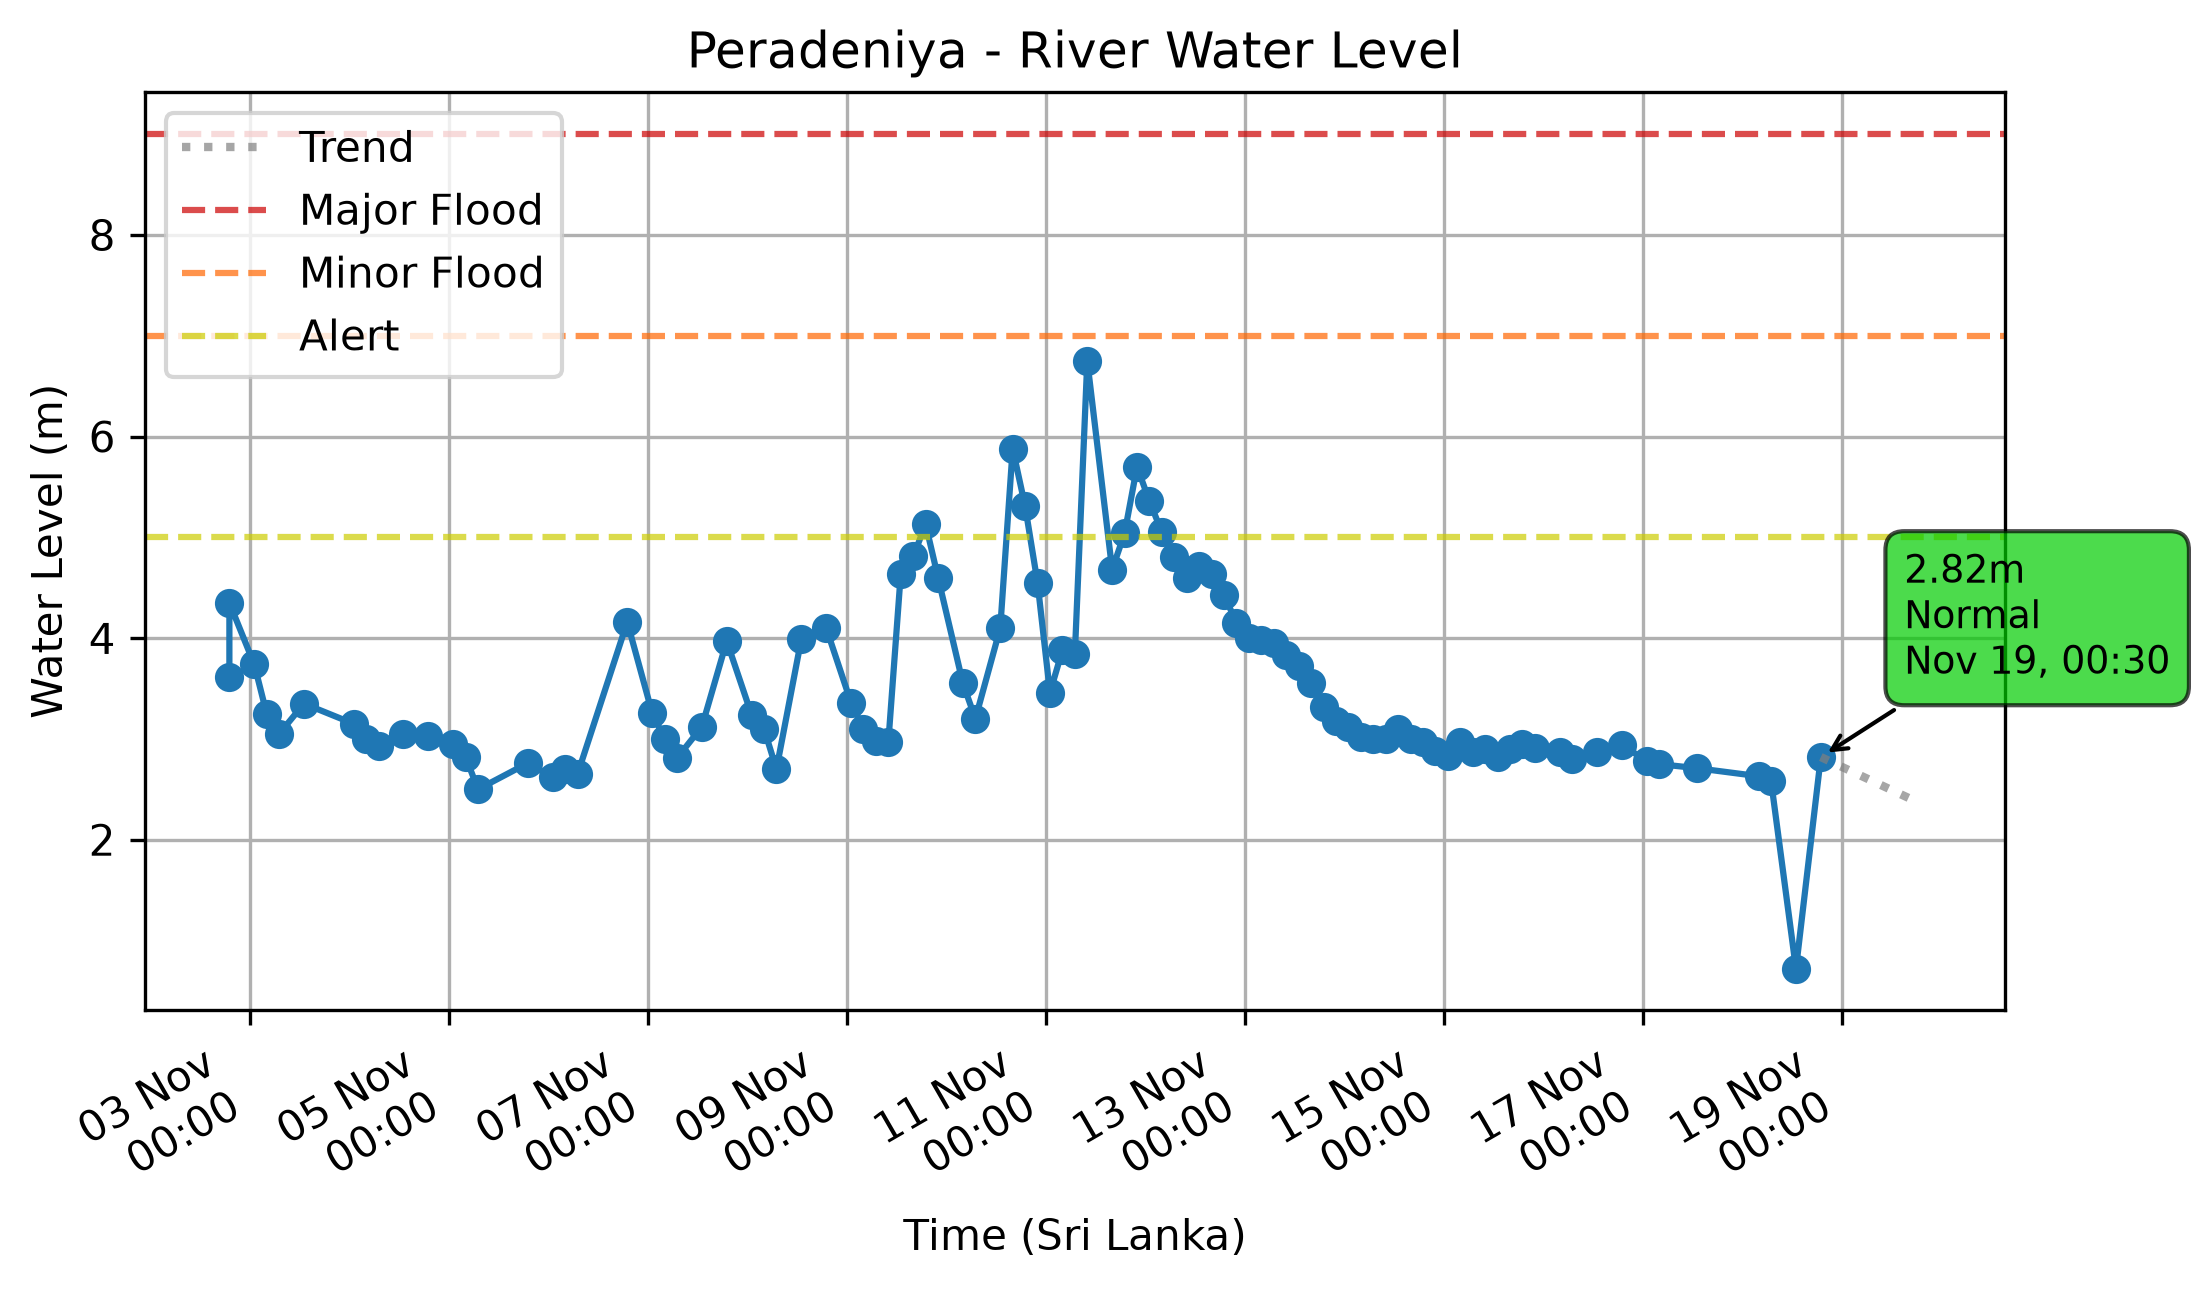 Peradeniya - River Water Level
Trend
Major Flood
Minor Flood
Alert
8
6
4
2
Water Level (m)
2.82m
Normal
Nov 19, 00:30
03 Nov
00:00
05 Nov
00:00
07 Nov
00:00
09 Nov
00:00
11 Nov
00:00
13 Nov
00:00
15 Nov
00:00
17 Nov
00:00
19 Nov
00:00
Time (Sri Lanka)